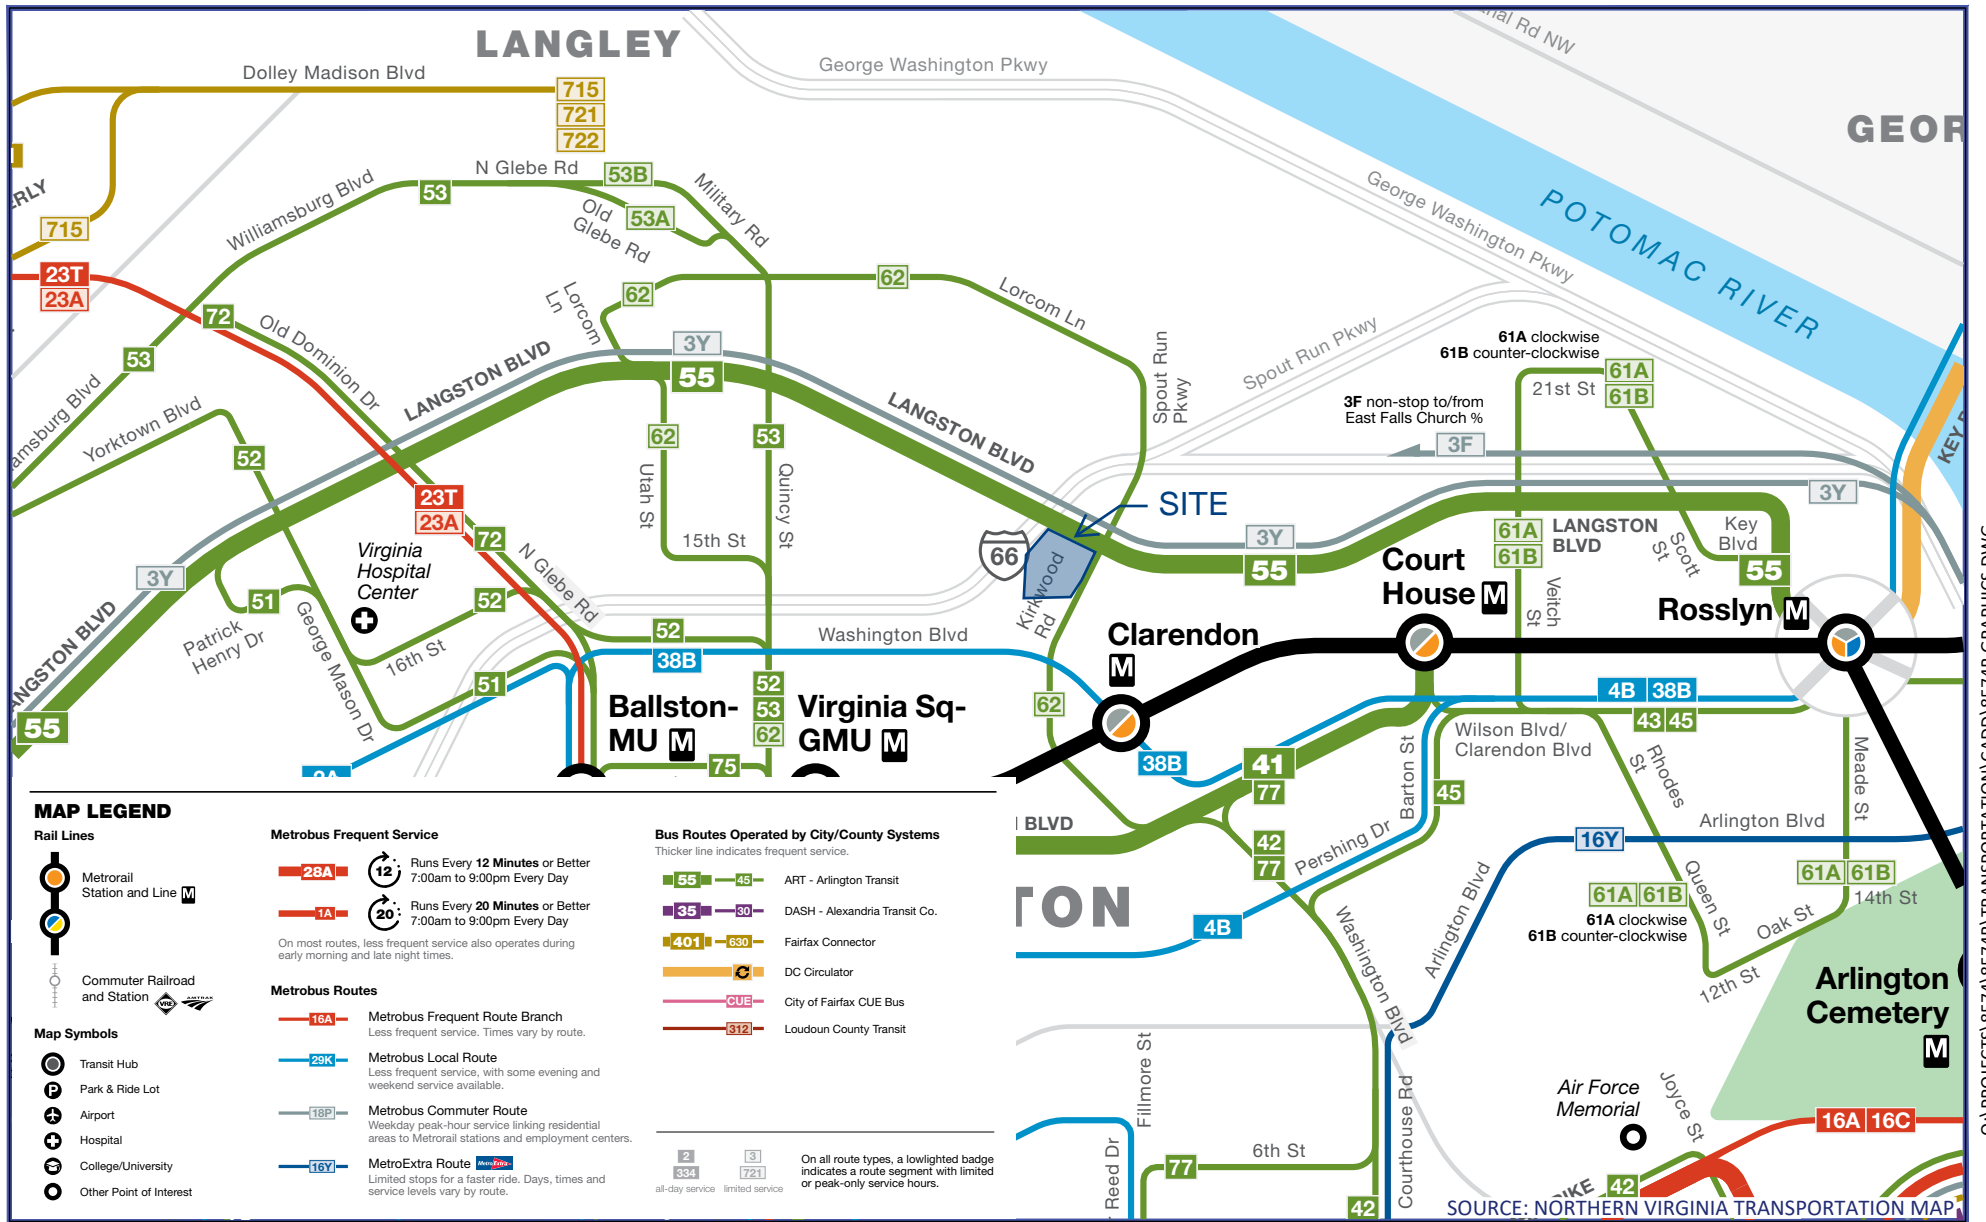 LANGLEY
Dolley Madison Blvd
George Washington Pkwy
nal Rd NW
715
721
722
GEOR
N Glebe Rd
53B
53
Williamsburg Blvd
Old
Glebe Rd
53A
Military Rd
ERLY
715
George Washington Pkwy
POTOMAC RIVER
23T
23A
62
62
Lorcom
Ln
Lorcom Ln
72
Old Dominion Dr
53
amsburg Blvd
Yorktown Blvd
52
LANGSTON BLVD
3Y
55
LANGSTON BLVD
Spout Run
Pkwy
Spout Run Pkwy
61A clockwise
61B counter-clockwise
61A
61B
21st St
3F non-stop to/from
East Falls Church %
3F
3Y
KEY
62
53
Utah St
Quincy St
15th St
23T
23A
72
N Glebe Rd
Virginia
Hospital
Center
SITE
66
Kirkwood
Rd
3Y
55
61A
61B
LANGSTON
BLVD
Veitch
St
Scott
St
Key
Blvd
55
Court
House M
Rosslyn M
3Y
LANGSTON BLVD
55
51
Patrick
Henry Dr
George Mason Dr
52
16th St
51
52
38B
Washington Blvd
Clarendon
M
Ballston-
MU M
Virginia Sq-
GMU M
52
53
62
75
62
38B
4B 38B
43 45
Wilson Blvd/
Clarendon Blvd
41
77
Barton St
45
Rhodes
St
Meade St
BLVD
42
77
Pershing Dr
16Y
Arlington Blvd
TON
4B
Washington Blvd
Arlington Blvd
61A 61B
61A clockwise
61B counter-clockwise
Queen St
Oak St
12th St
61A 61B
14th St
Arlington
Cemetery
M
Fillmore St
Reed Dr
77
6th St
42
Courthouse Rd
Air Force
Memorial
Joyce St
16A 16C
42
PIKE
SOURCE: NORTHERN VIRGINIA TRANSPORTATION MAP
MAP LEGEND
Rail Lines
Metrorail
Station and Line M
Commuter Railroad
and Station VRE AMTRAK
Map Symbols
Transit Hub
P Park & Ride Lot
Airport
Hospital
College/University
Other Point of Interest
Metrobus Frequent Service
28A 12 Runs Every 12 Minutes or Better
7:00am to 9:00pm Every Day
1A 20 Runs Every 20 Minutes or Better
7:00am to 9:00pm Every Day
On most routes, less frequent service also operates during
early morning and late night times.
Metrobus Routes
16A Metrobus Frequent Route Branch
Less frequent service. Times vary by route.
29K Metrobus Local Route
Less frequent service, with some evening and
weekend service available.
18P Metrobus Commuter Route
Weekday peak-hour service linking residential
areas to Metrorail stations and employment centers.
16Y MetroExtra Route MetroExtra
Limited stops for a faster ride. Days, times and
service levels vary by route.
Bus Routes Operated by City/County Systems
Thicker line indicates frequent service.
55 45 ART - Arlington Transit
35 30 DASH - Alexandria Transit Co.
401 630 Fairfax Connector
DC Circulator
CUE City of Fairfax CUE Bus
312 Loudoun County Transit
2 3
334 721
all-day service limited service
On all route types, a lowlighted badge
indicates a route segment with limited
or peak-only service hours.